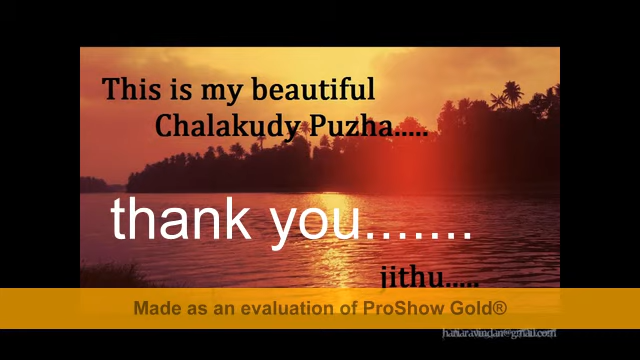 This is my beautiful
Chalakudy Puzha.....
thank you.......
jithu.....
Made as an evaluation of ProShow Gold®